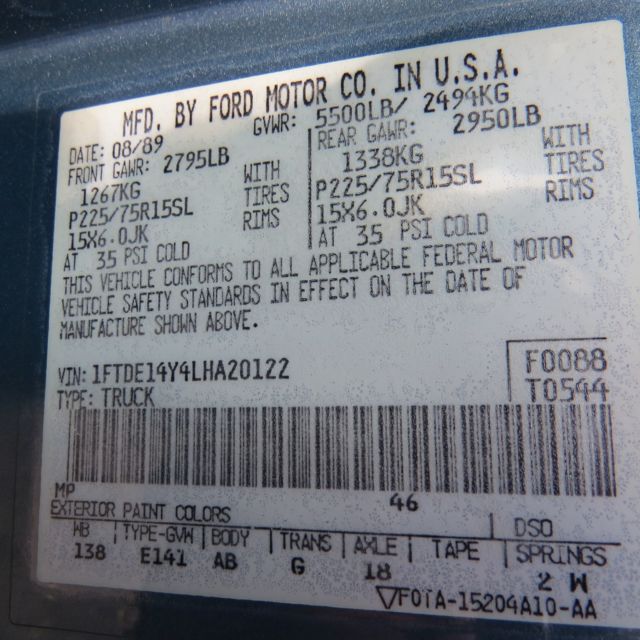 MFD. BY FORD MOTOR CO. IN U.S.A.
DATE: 08/89 GVWR: 5500LB/ 2494KG
FRONT GAWR: 2795LB REAR GAWR: 2950LB
1267KG WITH 1338KG WITH
P225/75R15SL TIRES P225/75R15SL TIRES
15X6.0JK RIMS 15X6.0JK RIMS
AT 35 PSI COLD AT 35 PSI COLD
THIS VEHICLE CONFORMS TO ALL APPLICABLE FEDERAL MOTOR
VEHICLE SAFETY STANDARDS IN EFFECT ON THE DATE OF
MANUFACTURE SHOWN ABOVE.
VIN: 1FTDE14Y4LHA20122 F0088
TYPE: TRUCK T0544
MP 46
EXTERIOR PAINT COLORS DSO
WB TYPE-GVW BODY TRANS AXLE TAPE SPRINGS
138 E141 AB G 18 2 W
▽F0TA-15204A10-AA